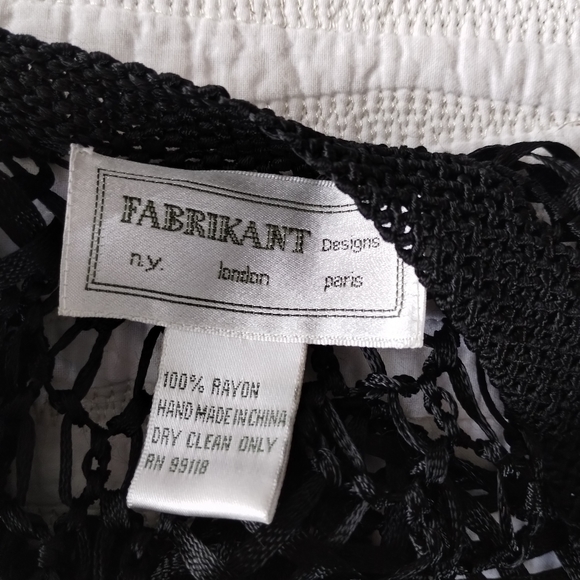 FABRIKANT Designs
n.y. london paris
100% RAYON
HAND MADE IN CHINA
DRY CLEAN ONLY
RN 99118